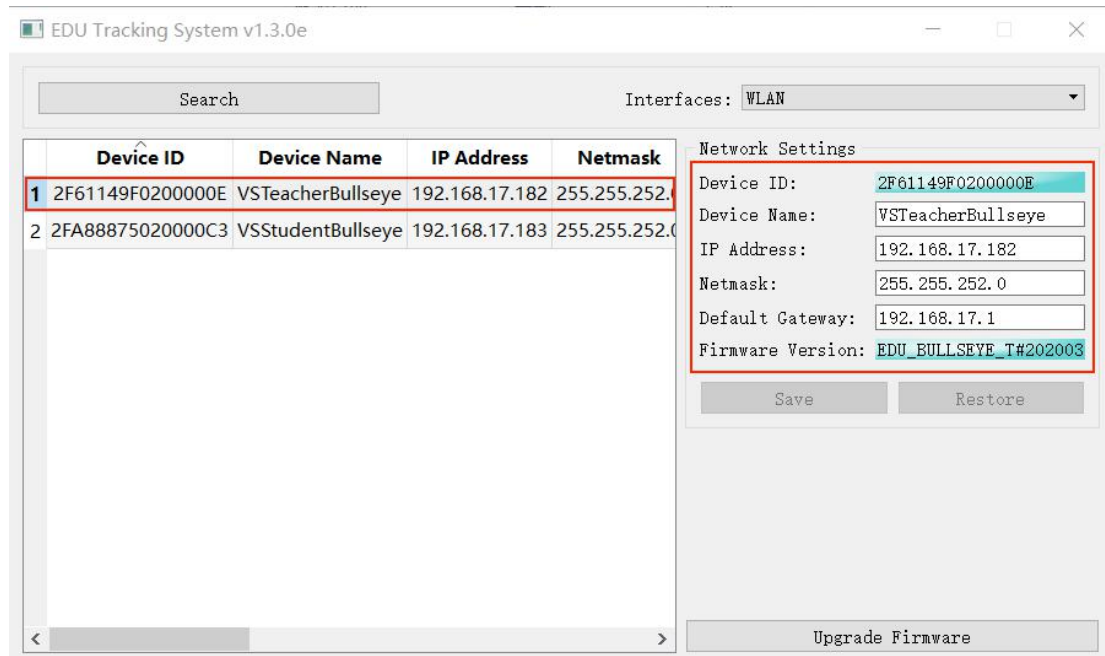 EDU Tracking System v1.3.0e
Search
Interfaces: WLAN
Device ID Device Name IP Address Netmask
1 2F61149F0200000E VSTeacherBullseye 192.168.17.182 255.255.252.
2 2FA88875020000C3 VSStudentBullseye 192.168.17.183 255.255.252.0
Network Settings
Device ID: 2F61149F0200000E
Device Name: VSTeacherBullseye
IP Address: 192.168.17.182
Netmask: 255.255.252.0
Default Gateway: 192.168.17.1
Firmware Version: EDU_BULLSEYE_T#202003
Save Restore
Upgrade Firmware